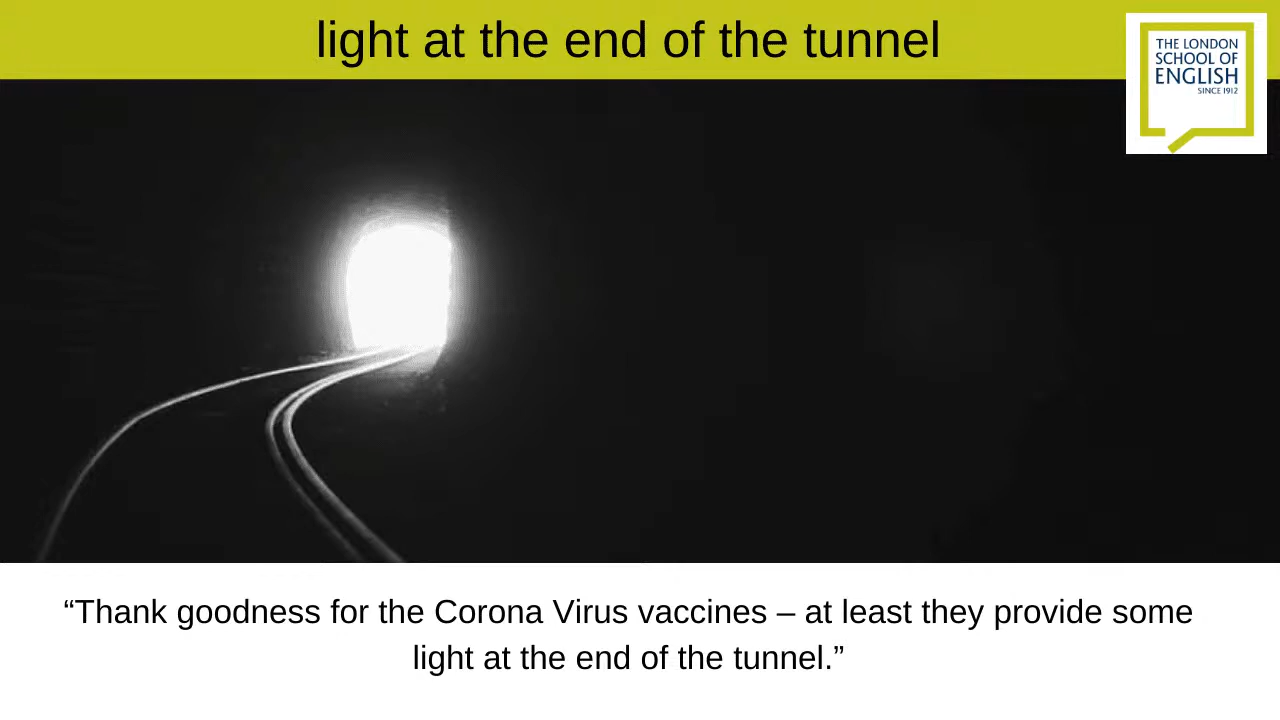 light at the end of the tunnel
THE LONDON
SCHOOL OF
ENGLISH
SINCE 1912
“Thank goodness for the Corona Virus vaccines – at least they provide some
light at the end of the tunnel.”